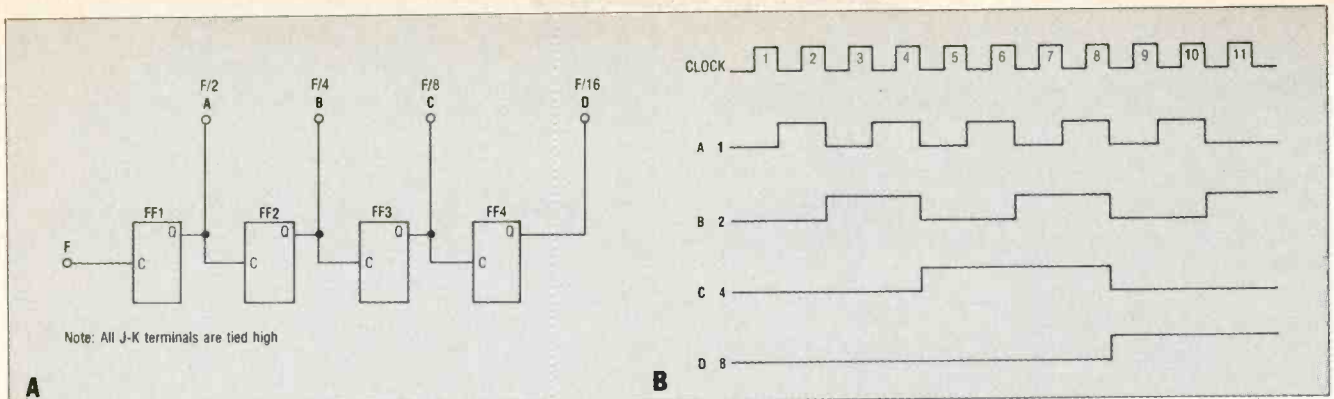 F/2 F/4 F/8 F/16
A B C D
FF1 FF2 FF3 FF4
Q Q Q Q
F
C C C C
Note: All J-K terminals are tied high
A
CLOCK 1 2 3 4 5 6 7 8 9 10 11
A 1
B 2
C 4
D 8
B